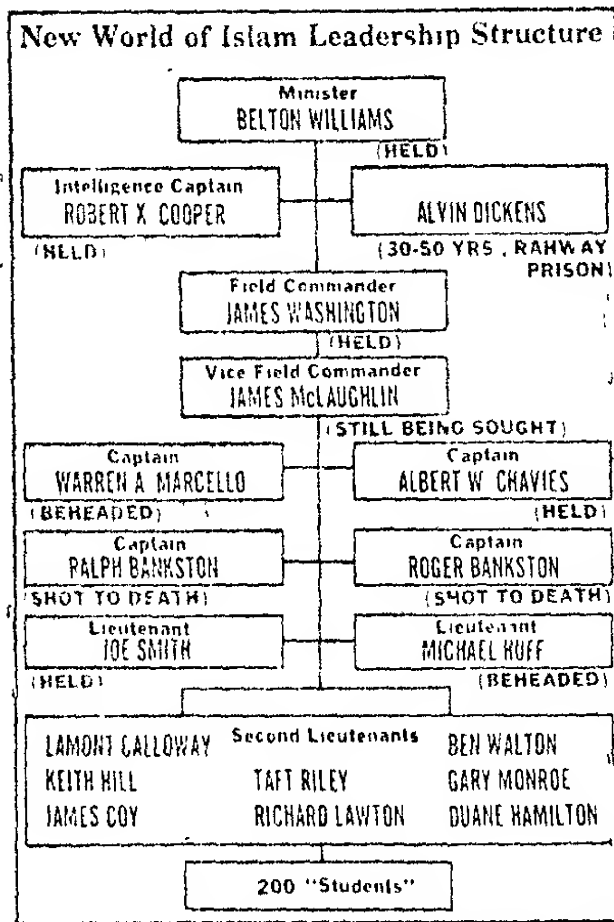 New World of Islam Leadership Structure
Minister
BELTON WILLIAMS
(HELD)
Intelligence Captain
ROBERT X. COOPER
(HELD)
ALVIN DICKENS
(30-50 YRS, RAHWAY
PRISON)
Field Commander
JAMES WASHINGTON
(HELD)
Vice Field Commander
JAMES McLAUGHLIN
(STILL BEING SOUGHT)
Captain
WARREN A. MARCELLO
(BEHEADED)
Captain
ALBERT W. CHAVIES
(HELD)
Captain
RALPH BANKSTON
(SHOT TO DEATH)
Captain
ROGER BANKSTON
(SHOT TO DEATH)
Lieutenant
JOE SMITH
(HELD)
Lieutenant
MICHAEL HUFF
(BEHEADED)
Second Lieutenants
LAMONT GALLOWAY
BEN WALTON
KEITH HILL
TAFT RILEY
GARY MONROE
JAMES COY
RICHARD LAWTON
DUANE HAMILTON
200 "Students"